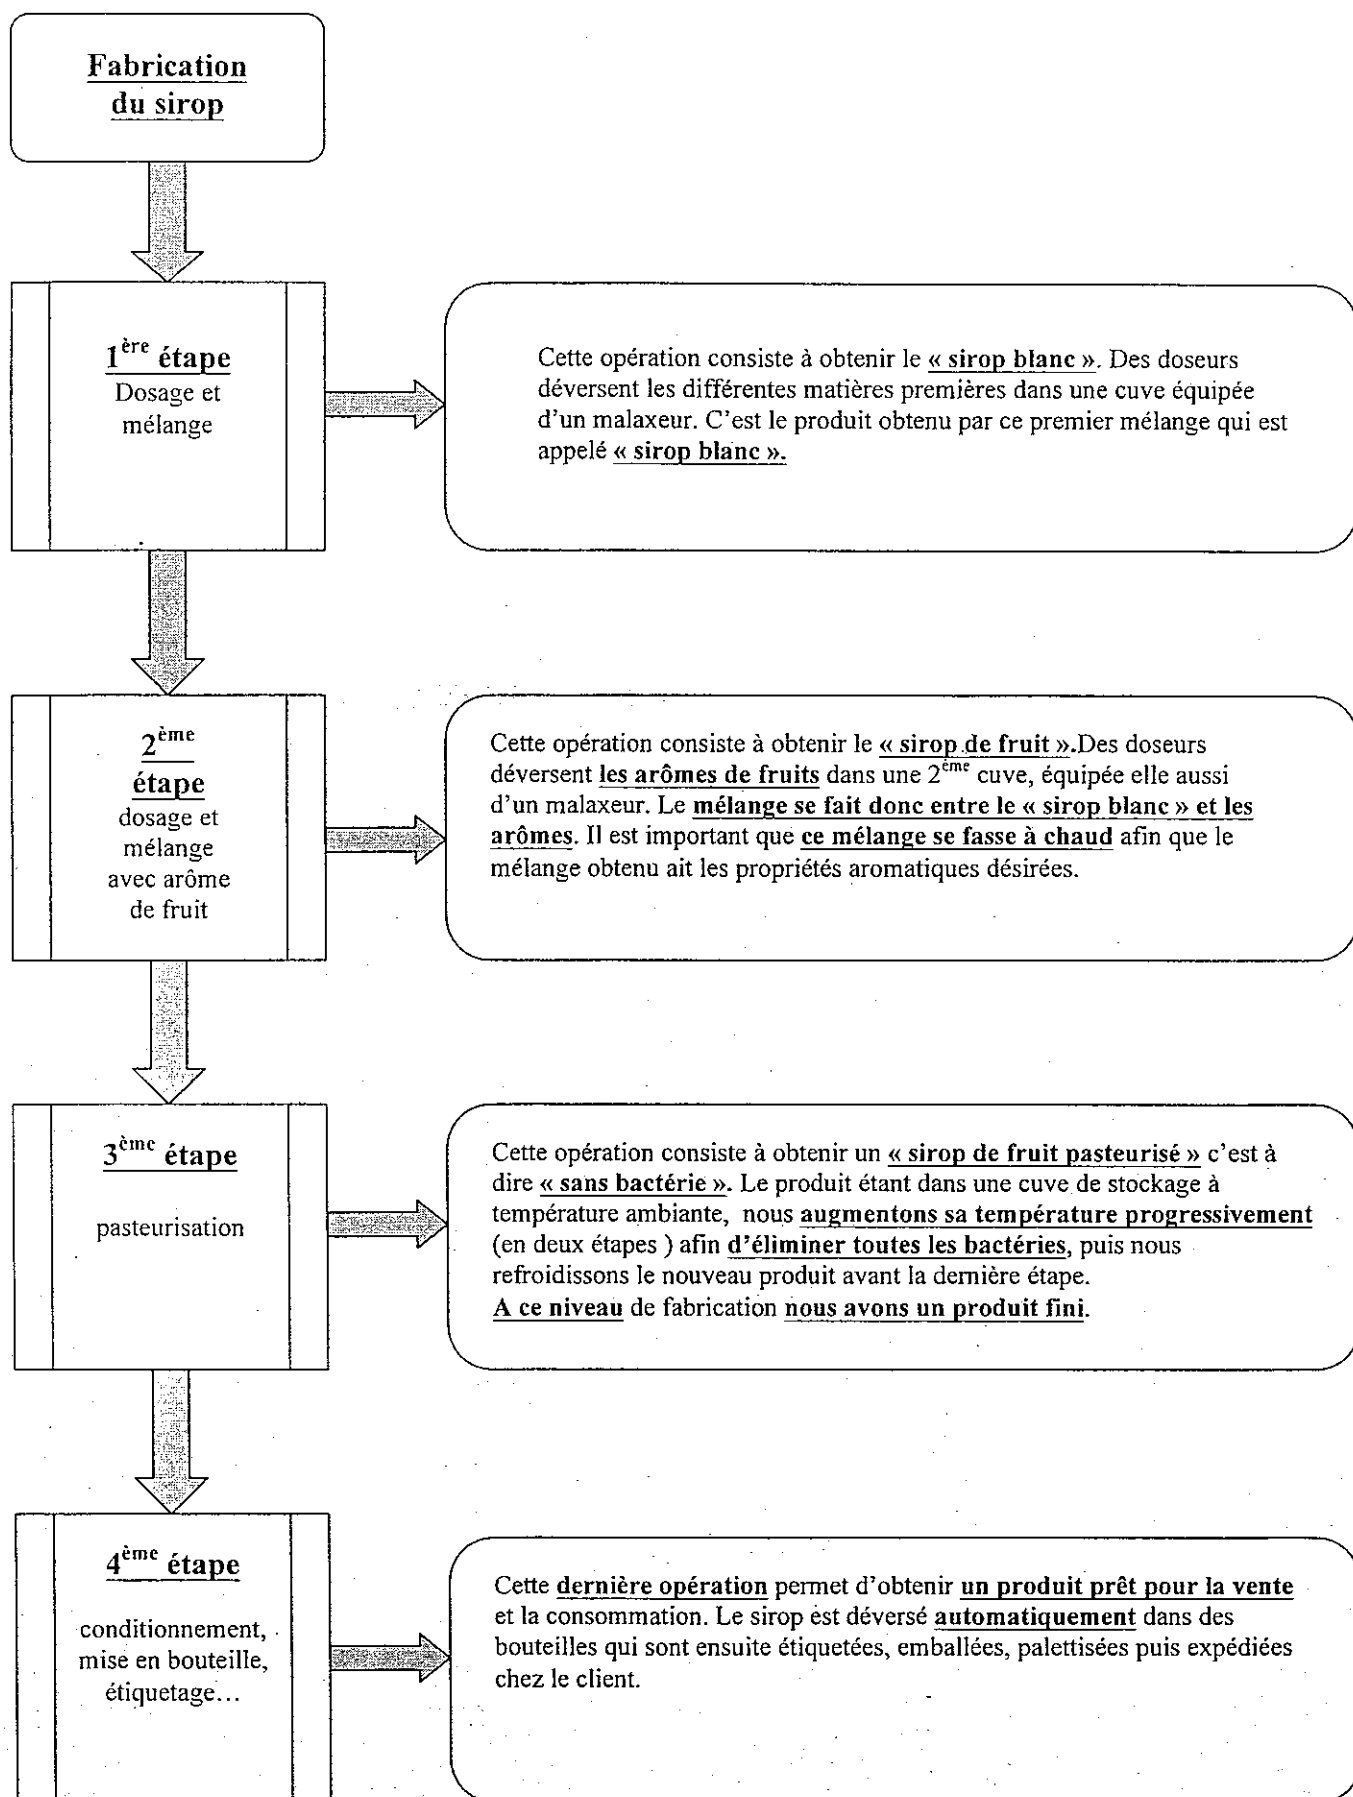 Fabrication
du sirop
1ère étape
Dosage et
mélange
Cette opération consiste à obtenir le « sirop blanc ». Des doseurs
déversent les différentes matières premières dans une cuve équipée
d'un malaxeur. C'est le produit obtenu par ce premier mélange qui est
appelé « sirop blanc ».
2ème
étape
dosage et
mélange
avec arôme
de fruit
Cette opération consiste à obtenir le « sirop de fruit ».Des doseurs
déversent les arômes de fruits dans une 2ème cuve, équipée elle aussi
d'un malaxeur. Le mélange se fait donc entre le « sirop blanc » et les
arômes. Il est important que ce mélange se fasse à chaud afin que le
mélange obtenu ait les propriétés aromatiques désirées.
3ème étape
pasteurisation
Cette opération consiste à obtenir un « sirop de fruit pasteurisé » c'est à
dire « sans bactérie ». Le produit étant dans une cuve de stockage à
température ambiante, nous augmentons sa température progressivement
(en deux étapes ) afin d'éliminer toutes les bactéries, puis nous
refroidissons le nouveau produit avant la dernière étape.
A ce niveau de fabrication nous avons un produit fini.
4ème étape
conditionnement,
mise en bouteille,
étiquetage…
Cette dernière opération permet d'obtenir un produit prêt pour la vente
et la consommation. Le sirop est déversé automatiquement dans des
bouteilles qui sont ensuite étiquetées, emballées, palettisées puis expédiées
chez le client.